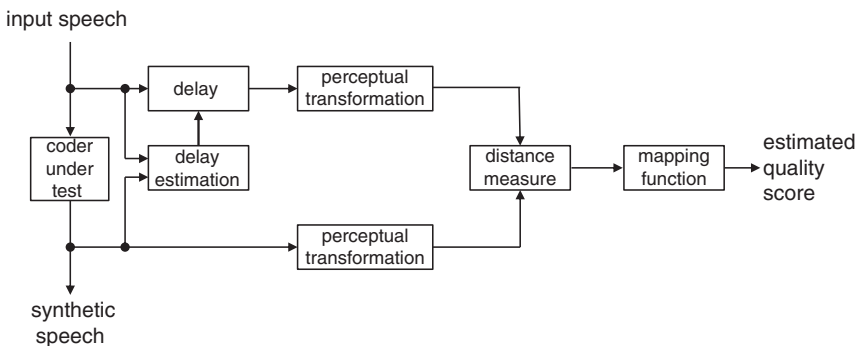 input speech
delay
perceptual
transformation
coder
under
test
delay
estimation
distance
measure
mapping
function
estimated
quality
score
perceptual
transformation
synthetic
speech